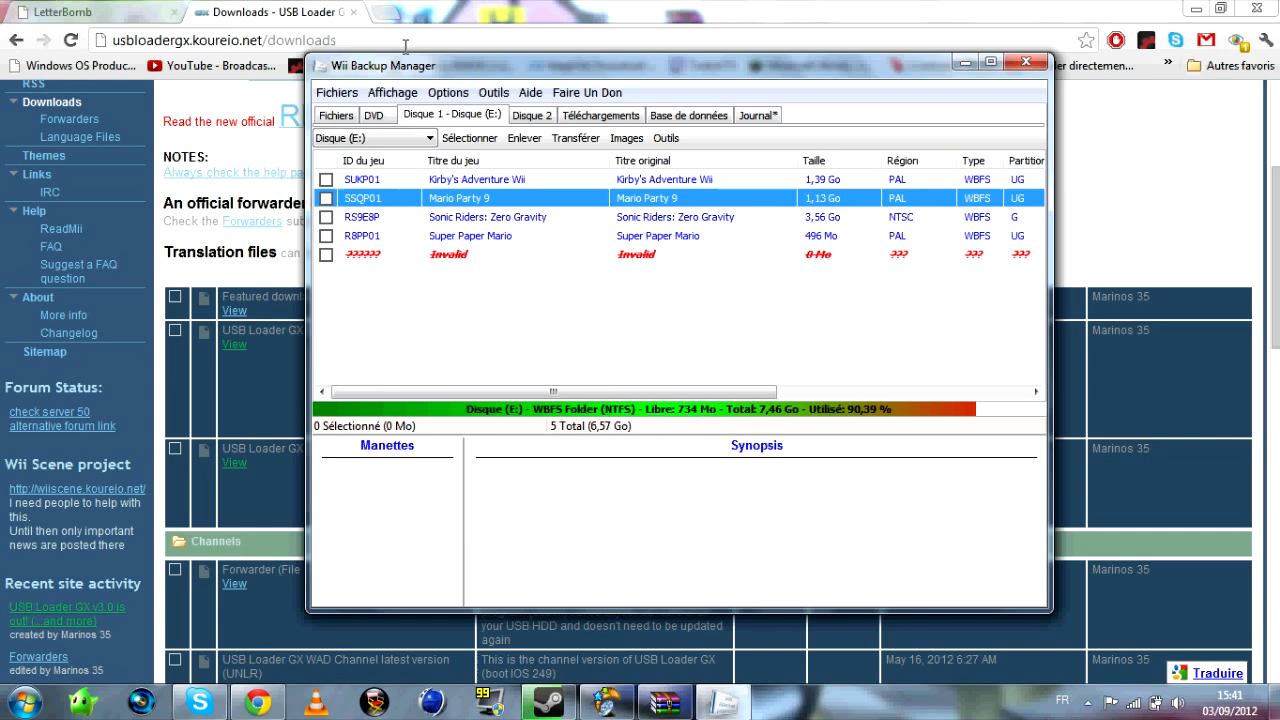 LetterBomb
Downloads - USB Loader G
usbloadergx.koureio.net/downloads
Windows OS Produc...
YouTube - Broadcas...
der directemen...
»
Autres favoris
RSS
Downloads
Forwarders
Language Files
Themes
Links
IRC
Help
ReadMii
FAQ
Suggest a FAQ
question
About
More info
Changelog
Sitemap
Forum Status:
check server 50
alternative forum link
Wii Scene project
http://wiiscene.koureio.net/
I need people to help with
this.
Until then only important
news are posted there
Recent site activity
USB Loader GX v3.0 is
out! (...and more)
created by Marinos 35
Forwarders
edited by Marinos 35
Read the new official
NOTES:
Always check the help pa
An official forwarder
Check the Forwarders su
Translation files can
Featured downl
View
USB Loader GX
View
USB Loader GX
View
Channels
Forwarder (File
View
USB Loader GX WAD Channel latest version
(UNLR)
your USB HDD and doesn't need to be updated
again
This is the channel version of USB Loader GX
(boot IOS 249)
May 16, 2012 6:27 AM
Marinos 35
Marinos 35
Marinos 35
Marinos 35
Marinos 35
Traduire
Wii Backup Manager
Fichiers Affichage Options Outils Aide Faire Un Don
Fichiers DVD Disque 1 - Disque (E:) Disque 2 Téléchargements Base de données Journal*
Disque (E:) Sélectionner Enlever Transférer Images Outils
ID du jeu Titre du jeu Titre original Taille Région Type Partition
SUKP01 Kirby's Adventure Wii Kirby's Adventure Wii 1,39 Go PAL WBFS UG
SSQP01 Mario Party 9 Mario Party 9 1,13 Go PAL WBFS UG
RS9E8P Sonic Riders: Zero Gravity Sonic Riders: Zero Gravity 3,56 Go NTSC WBFS G
R8PP01 Super Paper Mario Super Paper Mario 496 Mo PAL WBFS UG
?????? Invalid Invalid 0 Mo ??? ??? ???
Disque (E:) - WBFS Folder (NTFS) - Libre: 734 Mo - Total: 7,46 Go - Utilisé: 90,39 %
0 Sélectionné (0 Mo) 5 Total (6,57 Go)
Manettes Synopsis
99
FR
15:41
03/09/2012